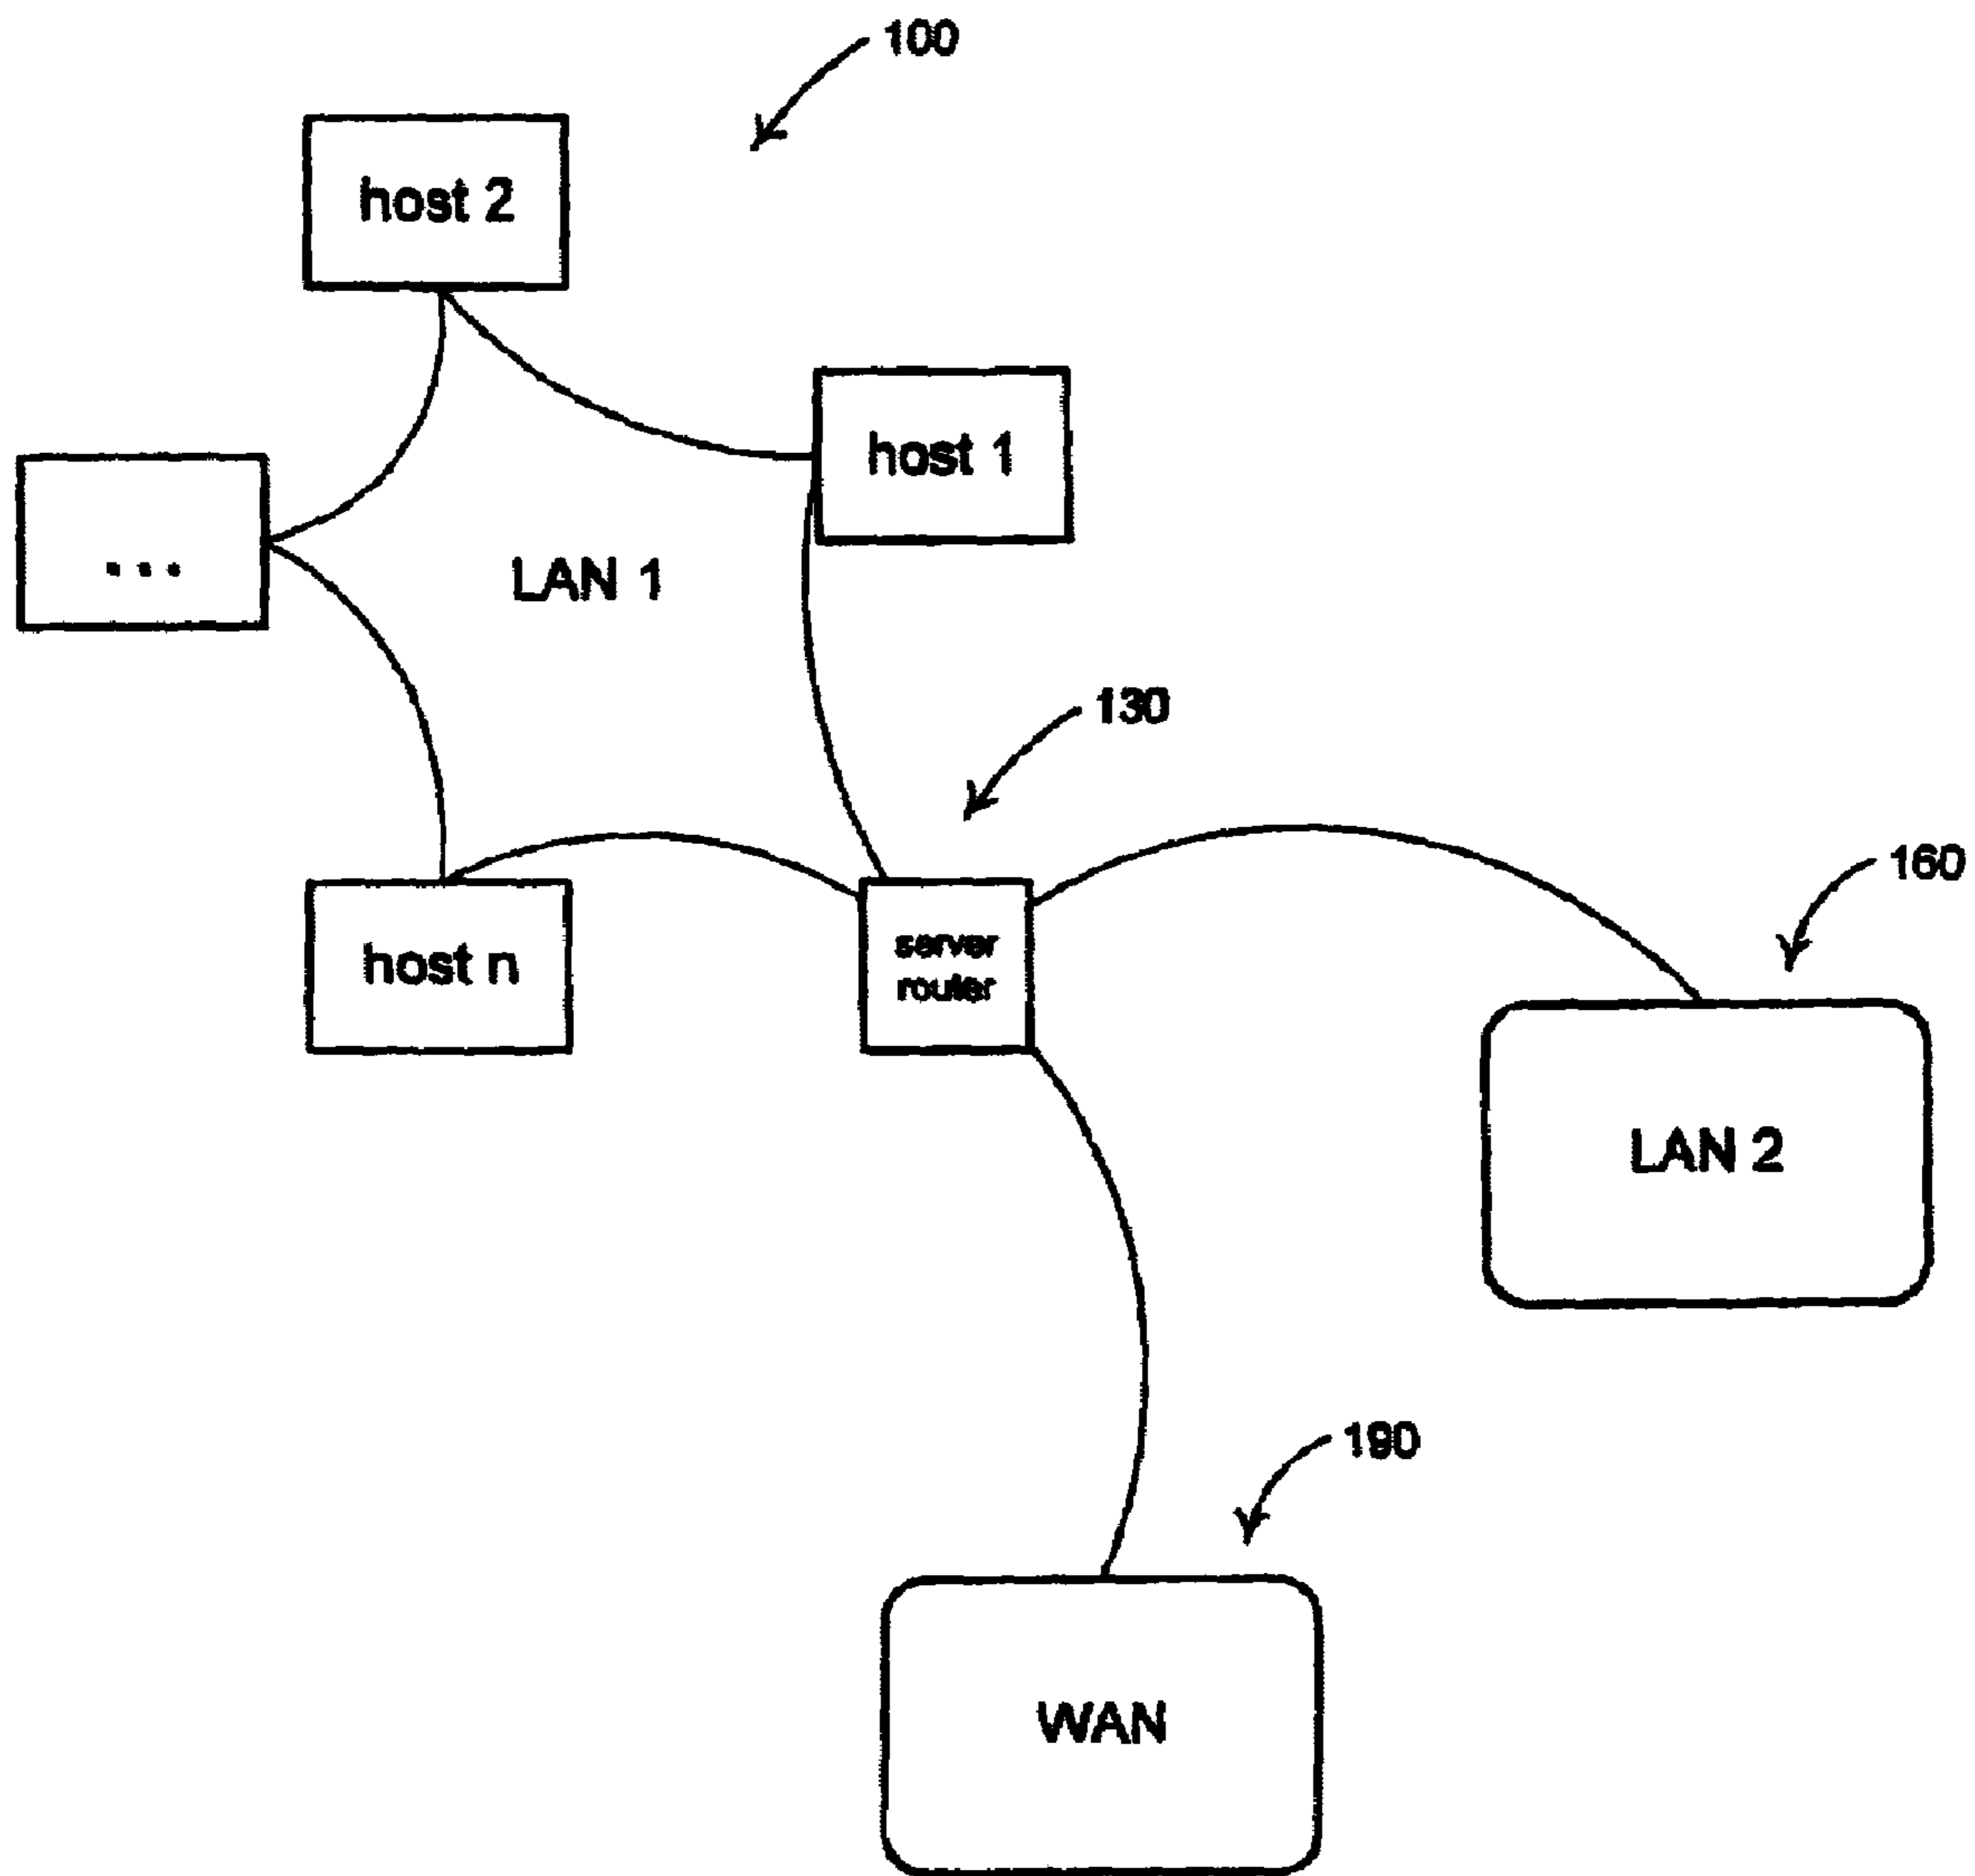 100
host 2
host 1
...
LAN 1
130
160
host n
server
router
LAN 2
190
WAN